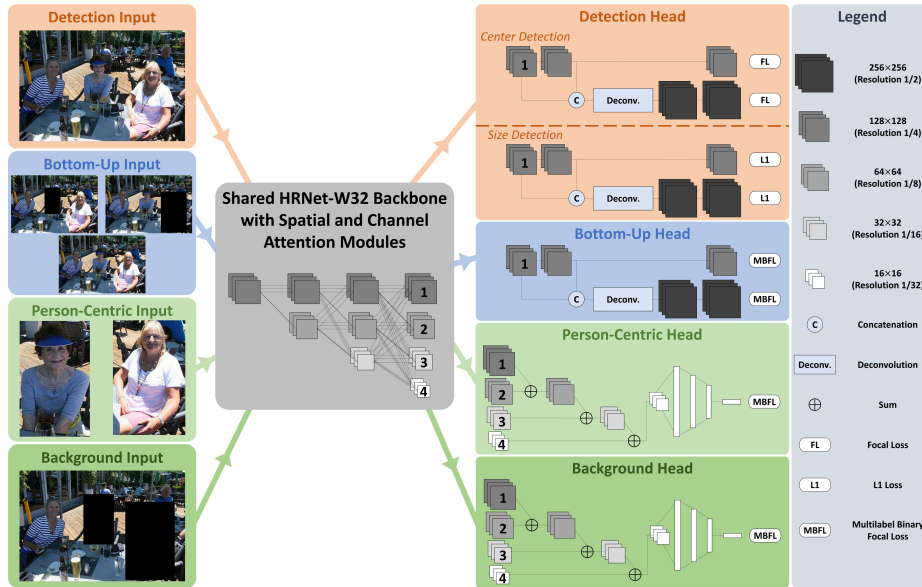 Detection Input
Bottom-Up Input
Person-Centric Input
Background Input
Shared HRNet-W32 Backbone
with Spatial and Channel
Attention Modules
1
2
3
4
Detection Head
Center Detection
1
FL
C
Deconv.
FL
Size Detection
1
L1
C
Deconv.
L1
Bottom-Up Head
1
MBFL
C
Deconv.
MBFL
Person-Centric Head
1
2
3
4
MBFL
Background Head
1
2
3
4
MBFL
Legend
256×256
(Resolution 1/2)
128×128
(Resolution 1/4)
64×64
(Resolution 1/8)
32×32
(Resolution 1/16)
16×16
(Resolution 1/32)
C
Concatenation
Deconv.
Deconvolution
Sum
FL
Focal Loss
L1
L1 Loss
MBFL
Multilabel Binary
Focal Loss